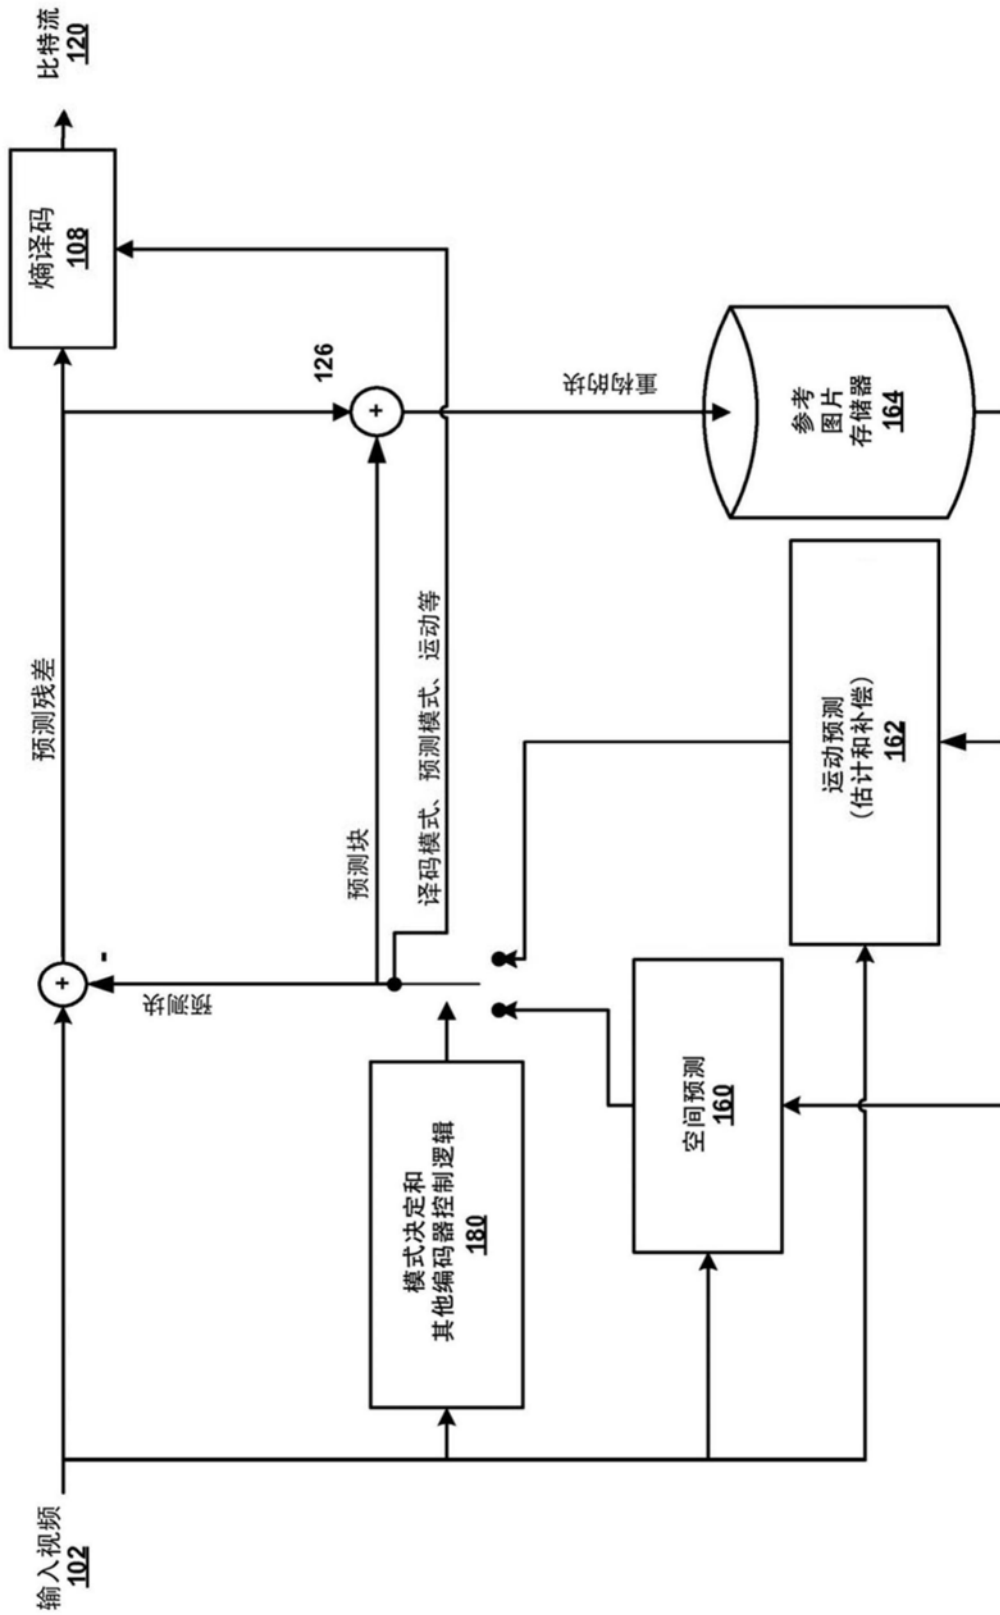 输入视频
102
预测残差
熵译码
108
比特流
120
+
-
预测块
预测块
126
+
模式决定和
其他编码器控制逻辑
180
译码模式、预测模式、运动等
重构的块
空间预测
160
运动预测
(估计和补偿)
162
参考
图片
存储器
164